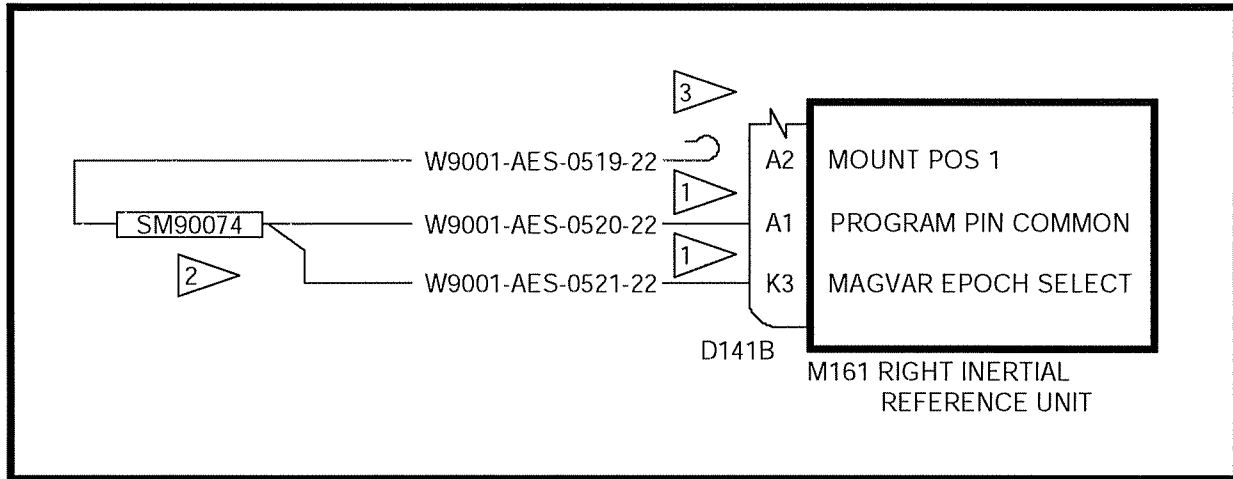 3
W9001-AES-0519-22 A2 MOUNT POS 1
1
SM90074 W9001-AES-0520-22 A1 PROGRAM PIN COMMON
2 1
W9001-AES-0521-22 K3 MAGVAR EPOCH SELECT
D141B
M161 RIGHT INERTIAL
REFERENCE UNIT